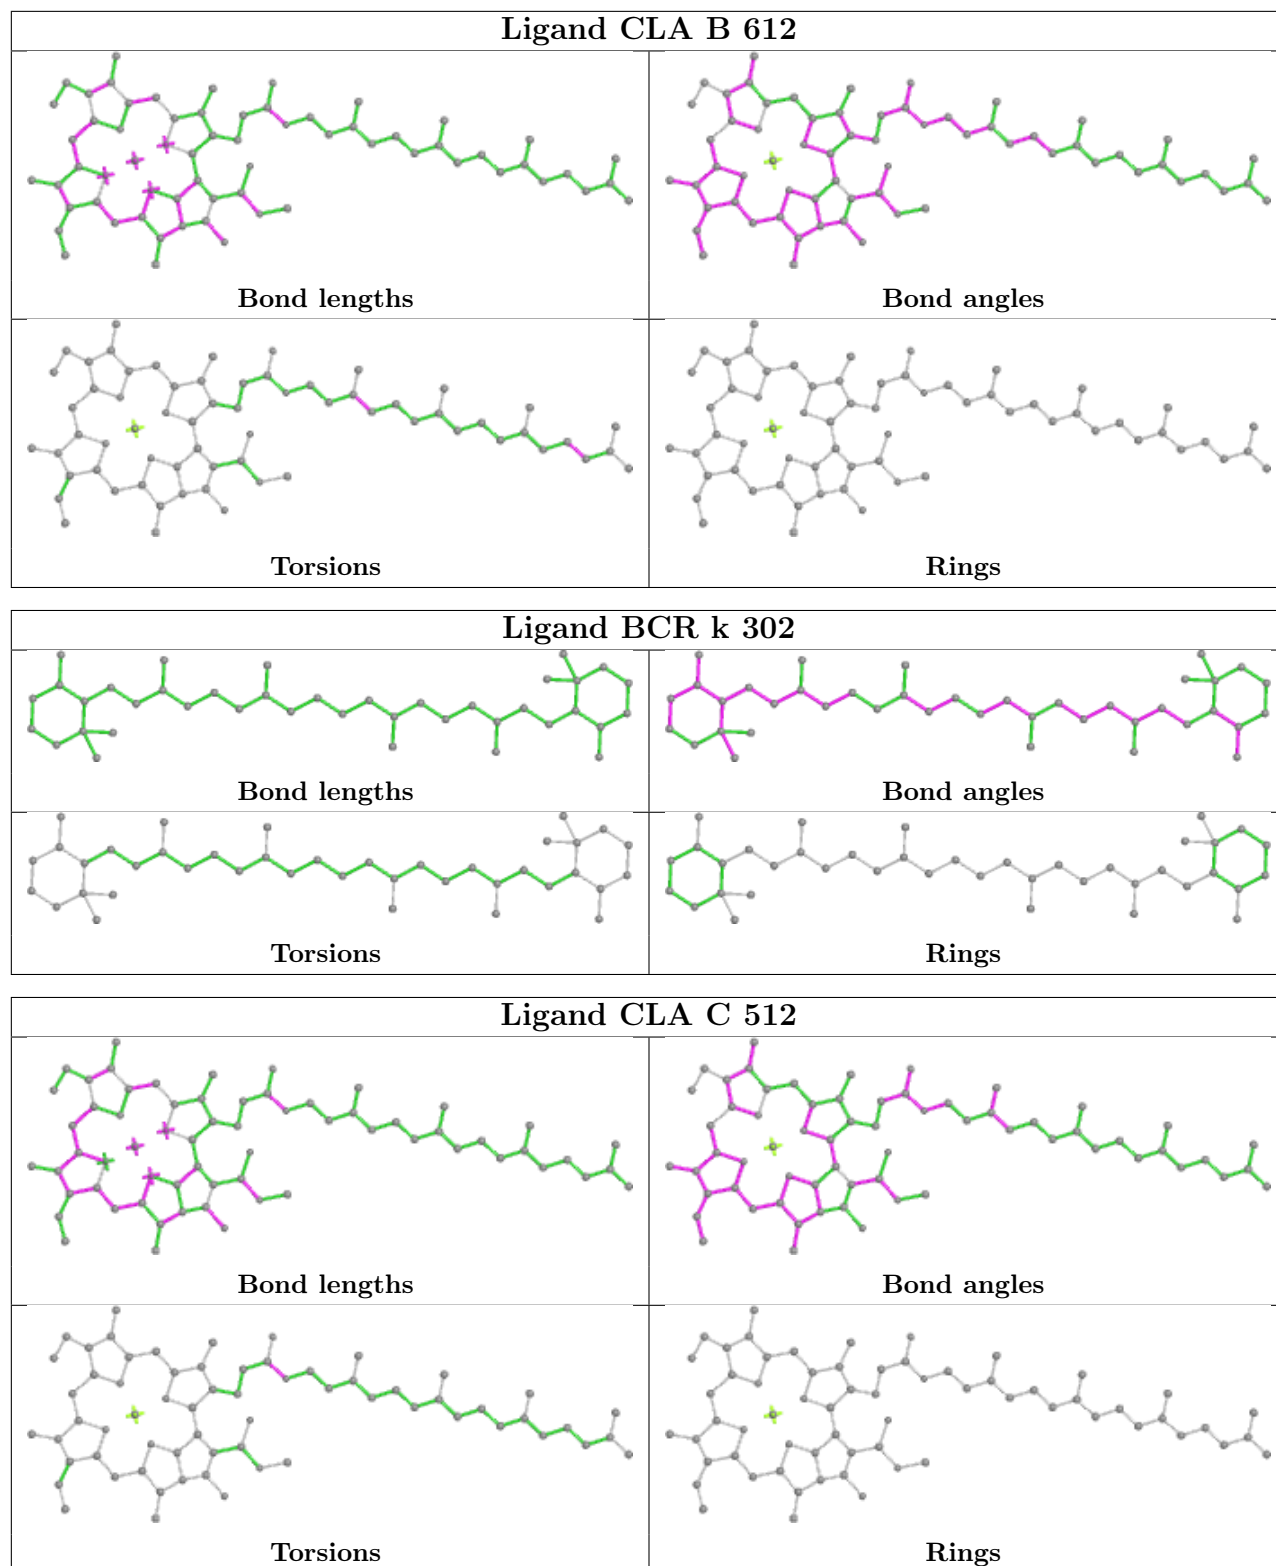 Ligand CLA B 612
Bond lengths
Bond angles
Torsions
Rings
Ligand BCR k 302
Bond lengths
Bond angles
Torsions
Rings
Ligand CLA C 512
Bond lengths
Bond angles
Torsions
Rings